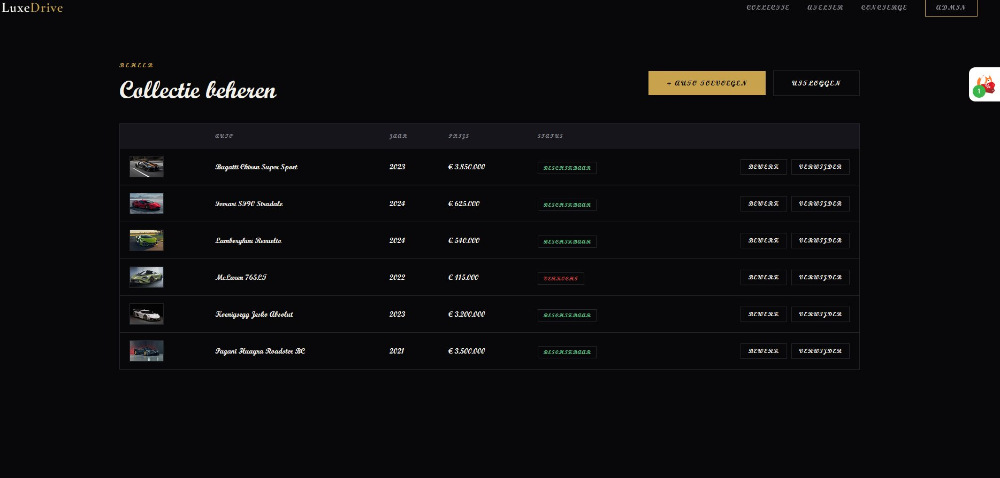 LuxeDrive
COLLECTIE ATELIER CONCIERGE ADMIN
BEHEER
Collectie beheren
+ AUTO TOEVOEGEN UITLOGGEN
%
1
AUTO JAAR PRIJS STATUS
Bugatti Chiron Super Sport 2023 € 3.850.000 BESCHIKBAAR BEWERK VERWIJDER
Ferrari SF90 Stradale 2024 € 625.000 BESCHIKBAAR BEWERK VERWIJDER
Lamborghini Revuelto 2024 € 540.000 BESCHIKBAAR BEWERK VERWIJDER
McLaren 765LT 2022 € 415.000 VERKOCHT BEWERK VERWIJDER
Koenigsegg Jesko Absolut 2023 € 3.200.000 BESCHIKBAAR BEWERK VERWIJDER
Pagani Huayra Roadster BC 2021 € 3.500.000 BESCHIKBAAR BEWERK VERWIJDER